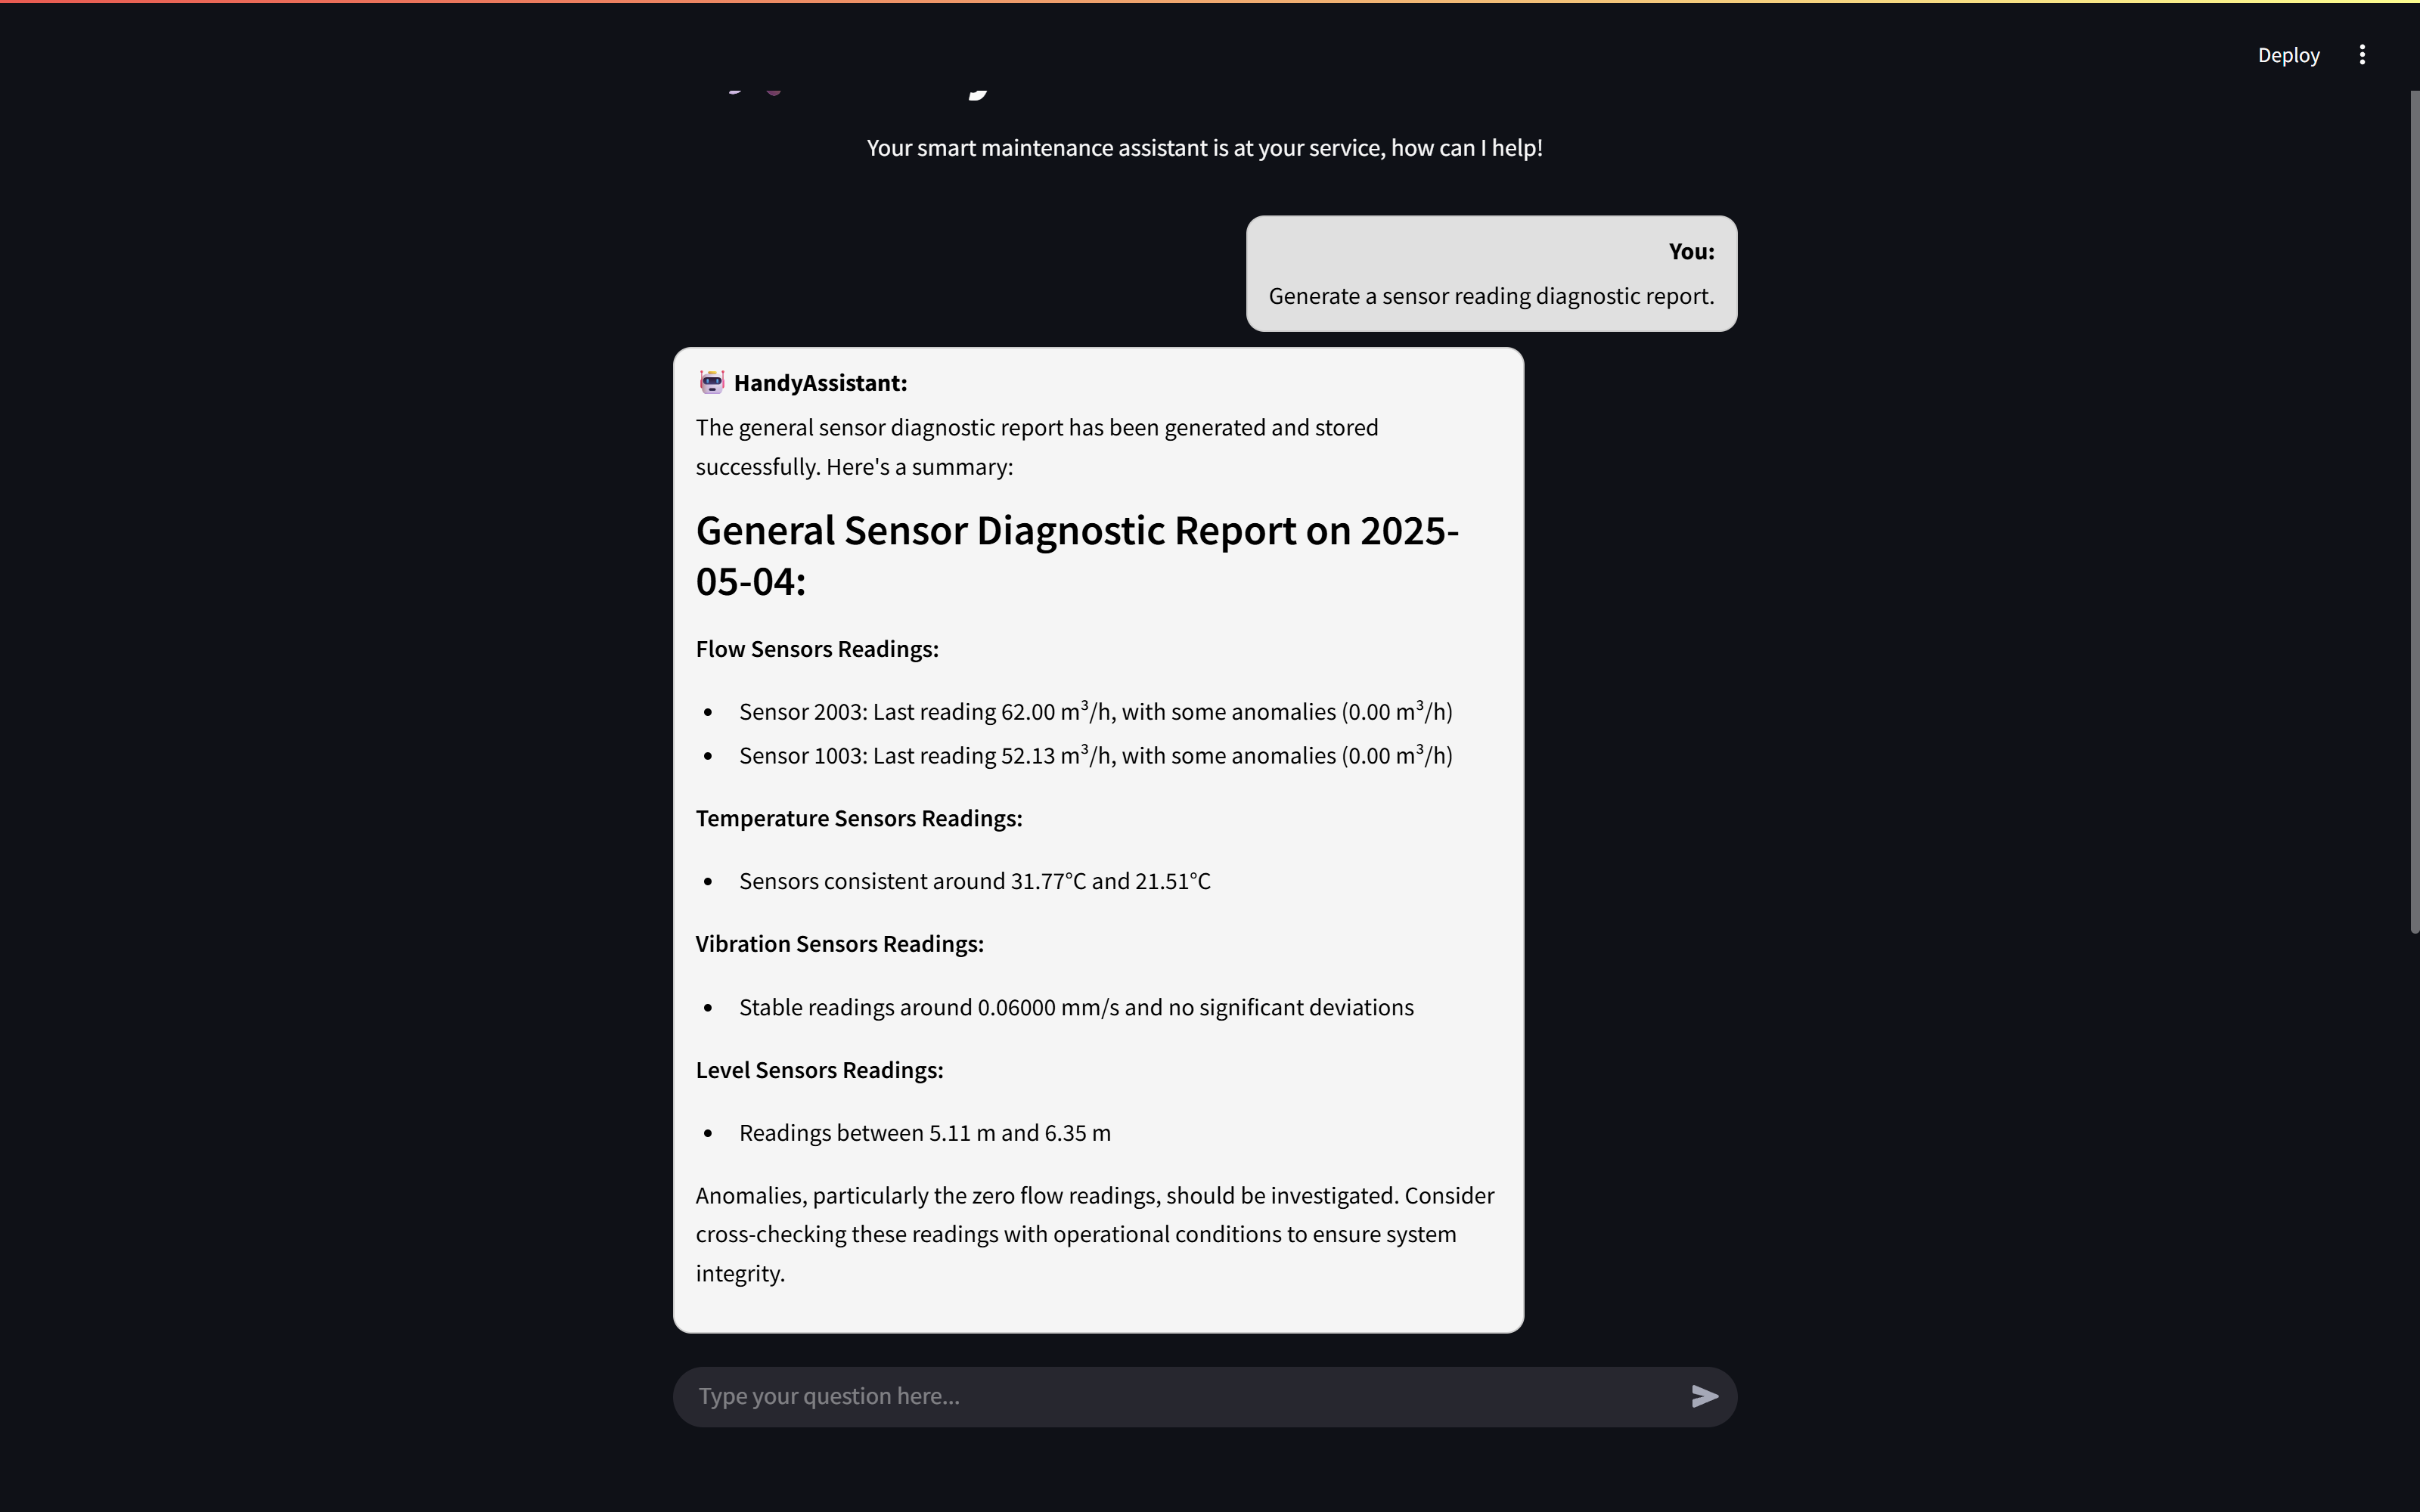 Deploy
Your smart maintenance assistant is at your service, how can I help!
You:
Generate a sensor reading diagnostic report.
HandyAssistant:
The general sensor diagnostic report has been generated and stored
successfully. Here's a summary:
General Sensor Diagnostic Report on 2025-
05-04:
Flow Sensors Readings:
• Sensor 2003: Last reading 62.00 m³/h, with some anomalies (0.00 m³/h)
• Sensor 1003: Last reading 52.13 m³/h, with some anomalies (0.00 m³/h)
Temperature Sensors Readings:
• Sensors consistent around 31.77°C and 21.51°C
Vibration Sensors Readings:
• Stable readings around 0.06000 mm/s and no significant deviations
Level Sensors Readings:
• Readings between 5.11 m and 6.35 m
Anomalies, particularly the zero flow readings, should be investigated. Consider
cross-checking these readings with operational conditions to ensure system
integrity.
Type your question here...